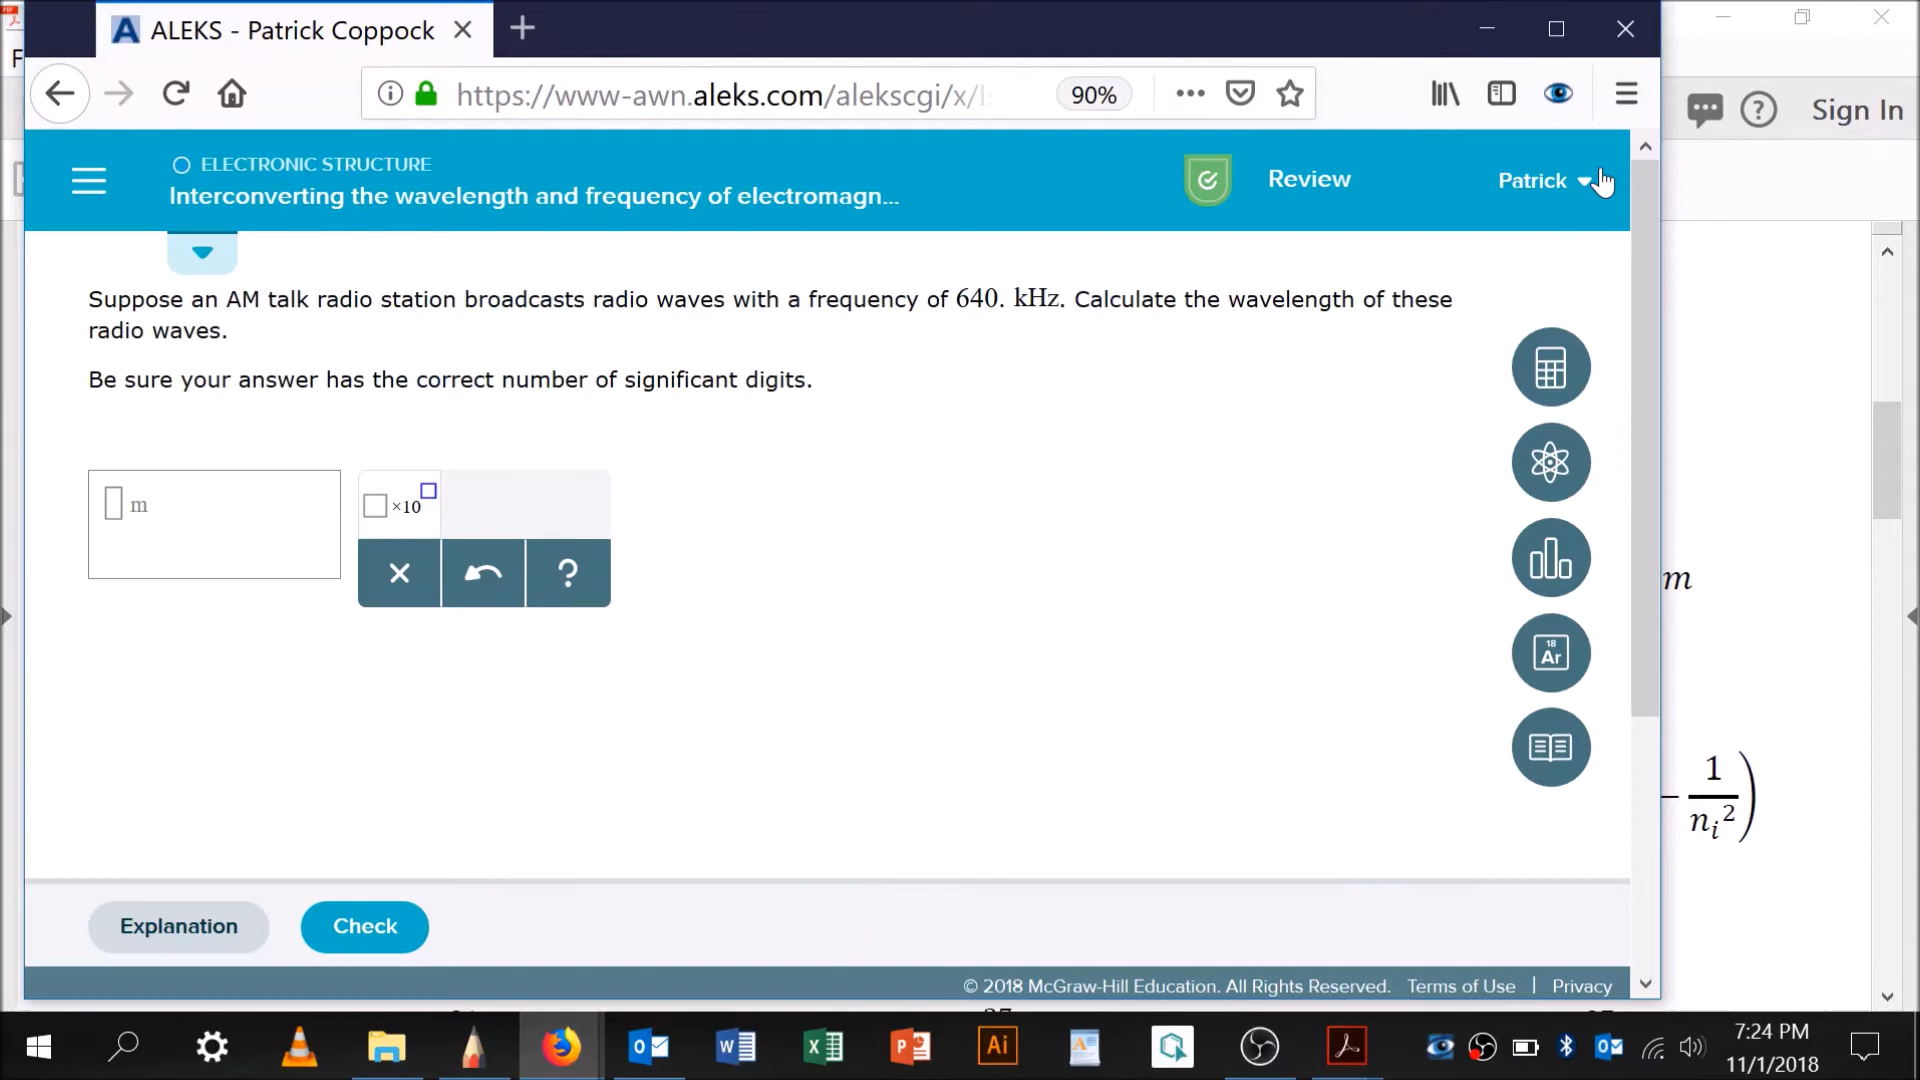 ALEKS - Patrick Coppock
https://www-awn.aleks.com/alekscgi/x/
90%
Sign In
ELECTRONIC STRUCTURE
Interconverting the wavelength and frequency of electromagn...
Review
Patrick
Suppose an AM talk radio station broadcasts radio waves with a frequency of 640. kHz. Calculate the wavelength of these
radio waves.
Be sure your answer has the correct number of significant digits.
m
×10
?
18
Ar
m
− 1/nᵢ² )
Explanation
Check
© 2018 McGraw-Hill Education. All Rights Reserved. Terms of Use | Privacy
7:24 PM
11/1/2018